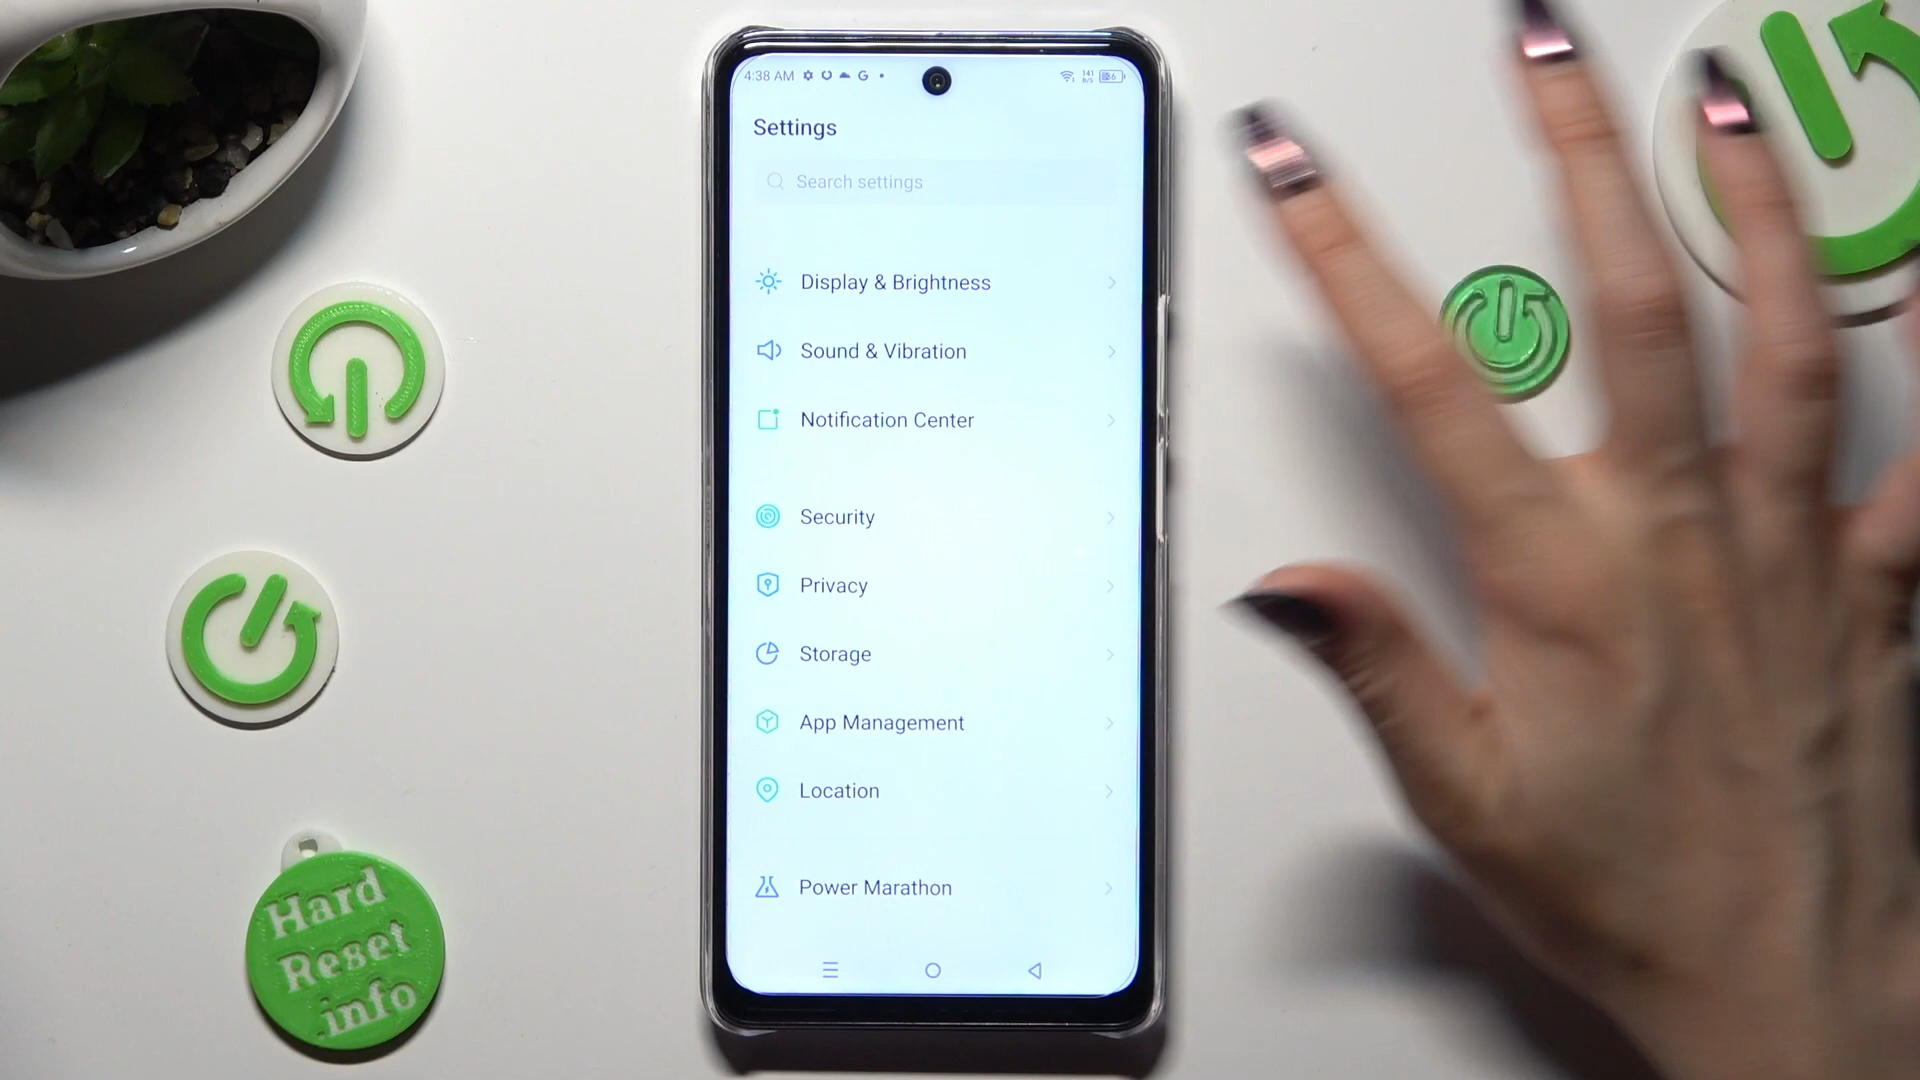 4:38 AM
Settings
Search settings
Display & Brightness
Sound & Vibration
Notification Center
Security
Privacy
Storage
App Management
Location
Power Marathon
Hard
Reset
.info